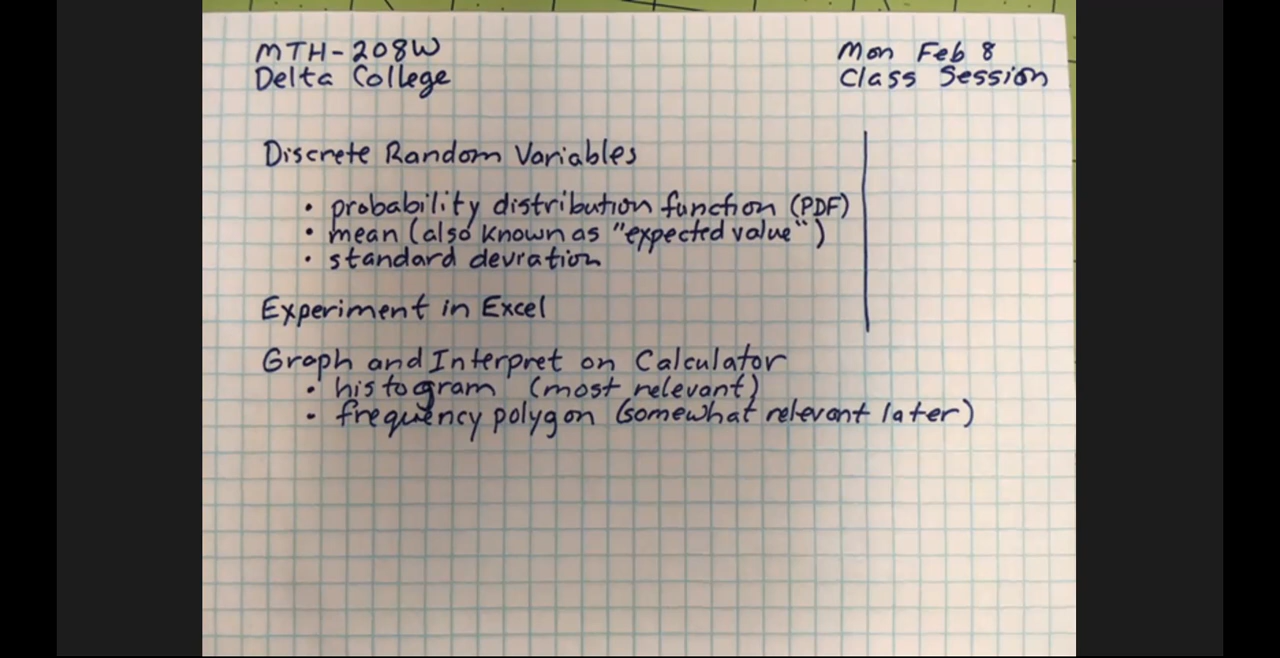 MTH-208W
Delta College
Mon Feb 8
Class Session
Discrete Random Variables
• probability distribution function (PDF)
• mean (also known as "expected value")
• standard deviation
Experiment in Excel
Graph and Interpret on Calculator
• histogram (most relevant)
• frequency polygon (somewhat relevant later)